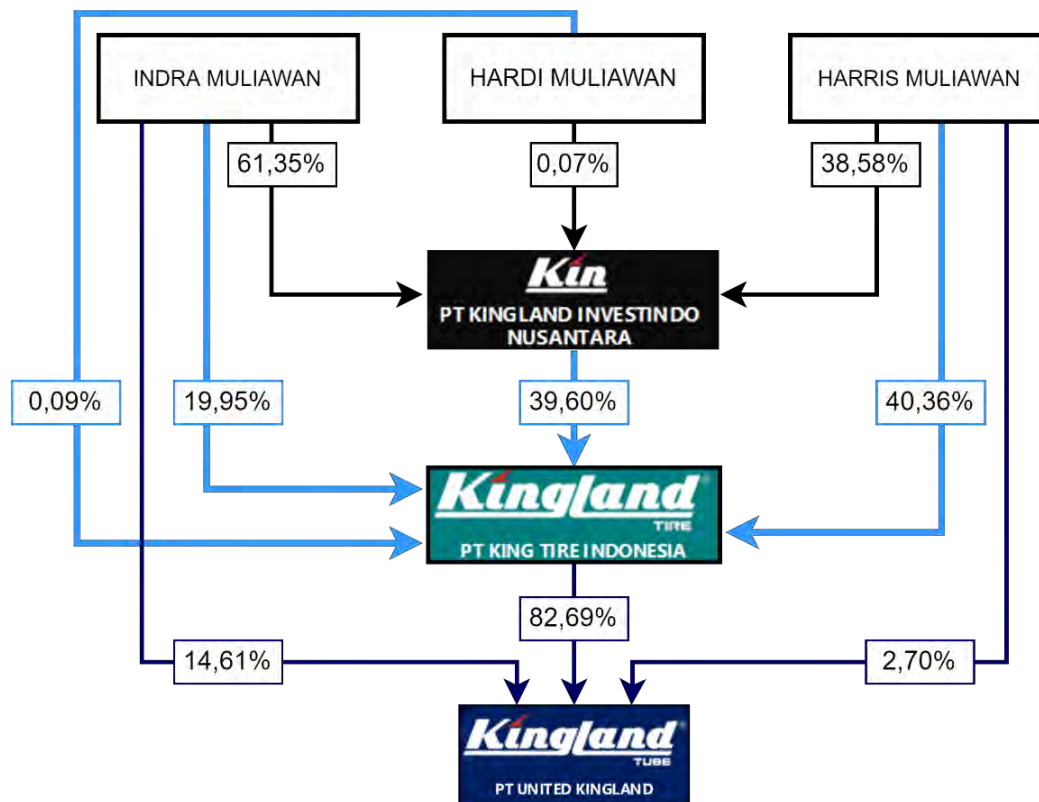 INDRA MULIAWAN
HARDI MULIAWAN
HARRIS MULIAWAN
61,35%
0,07%
38,58%
Kin
PT KINGLAND INVESTINDO
NUSANTARA
0,09%
19,95%
39,60%
40,36%
Kingland
TIRE
PT KING TIRE INDONESIA
82,69%
14,61%
2,70%
Kingland
TUBE
PT UNITED KINGLAND